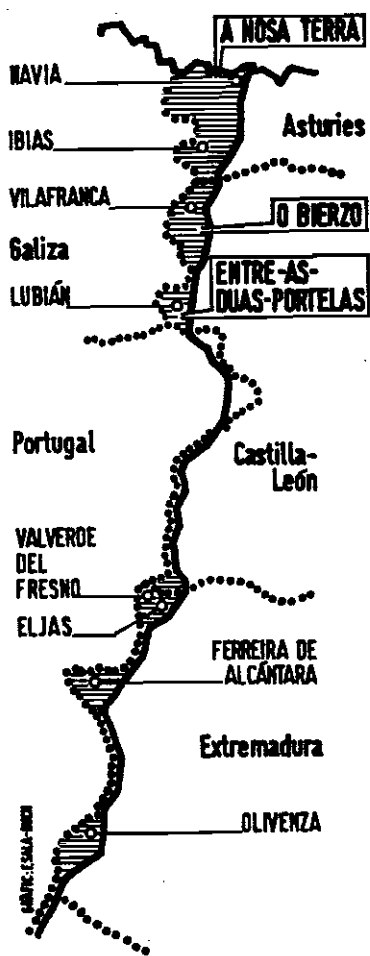 A NOSA TERRA
NAVIA
Asturies
IBIAS
VILAFRANCA
O BIERZO
Galiza
ENTRE-AS-
DUAS-PORTELAS
LUBIÁN
Portugal
Castilla-
León
VALVERDE
DEL
FRESNO
ELJAS
FERREIRA DE
ALCÁNTARA
Extremadura
OLIVENZA